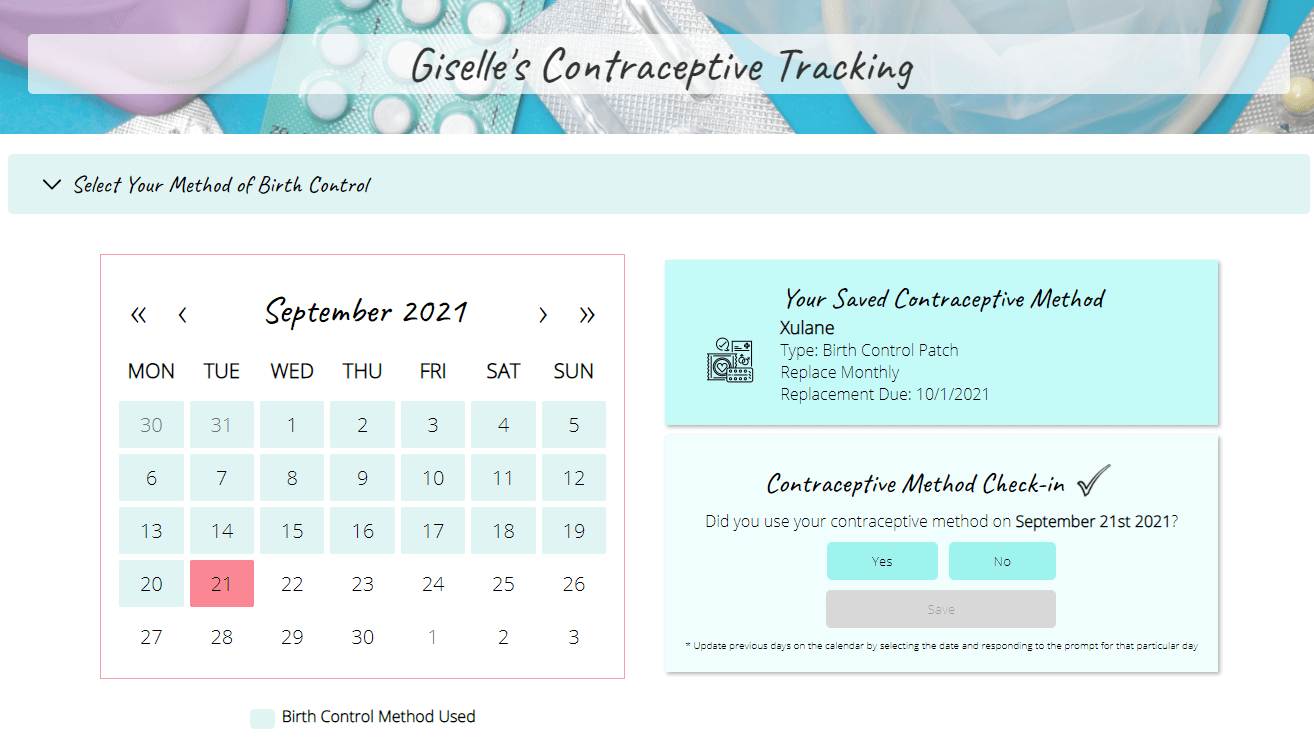 Giselle's Contraceptive Tracking
Select Your Method of Birth Control
« ‹ September 2021 › »
MON TUE WED THU FRI SAT SUN
30 31 1 2 3 4 5
6 7 8 9 10 11 12
13 14 15 16 17 18 19
20 21 22 23 24 25 26
27 28 29 30 1 2 3
Birth Control Method Used
Your Saved Contraceptive Method
Xulane
Type: Birth Control Patch
Replace Monthly
Replacement Due: 10/1/2021
Contraceptive Method Check-in
Did you use your contraceptive method on September 21st 2021?
Yes No
Save
* Update previous days on the calendar by selecting the date and responding to the prompt for that particular day